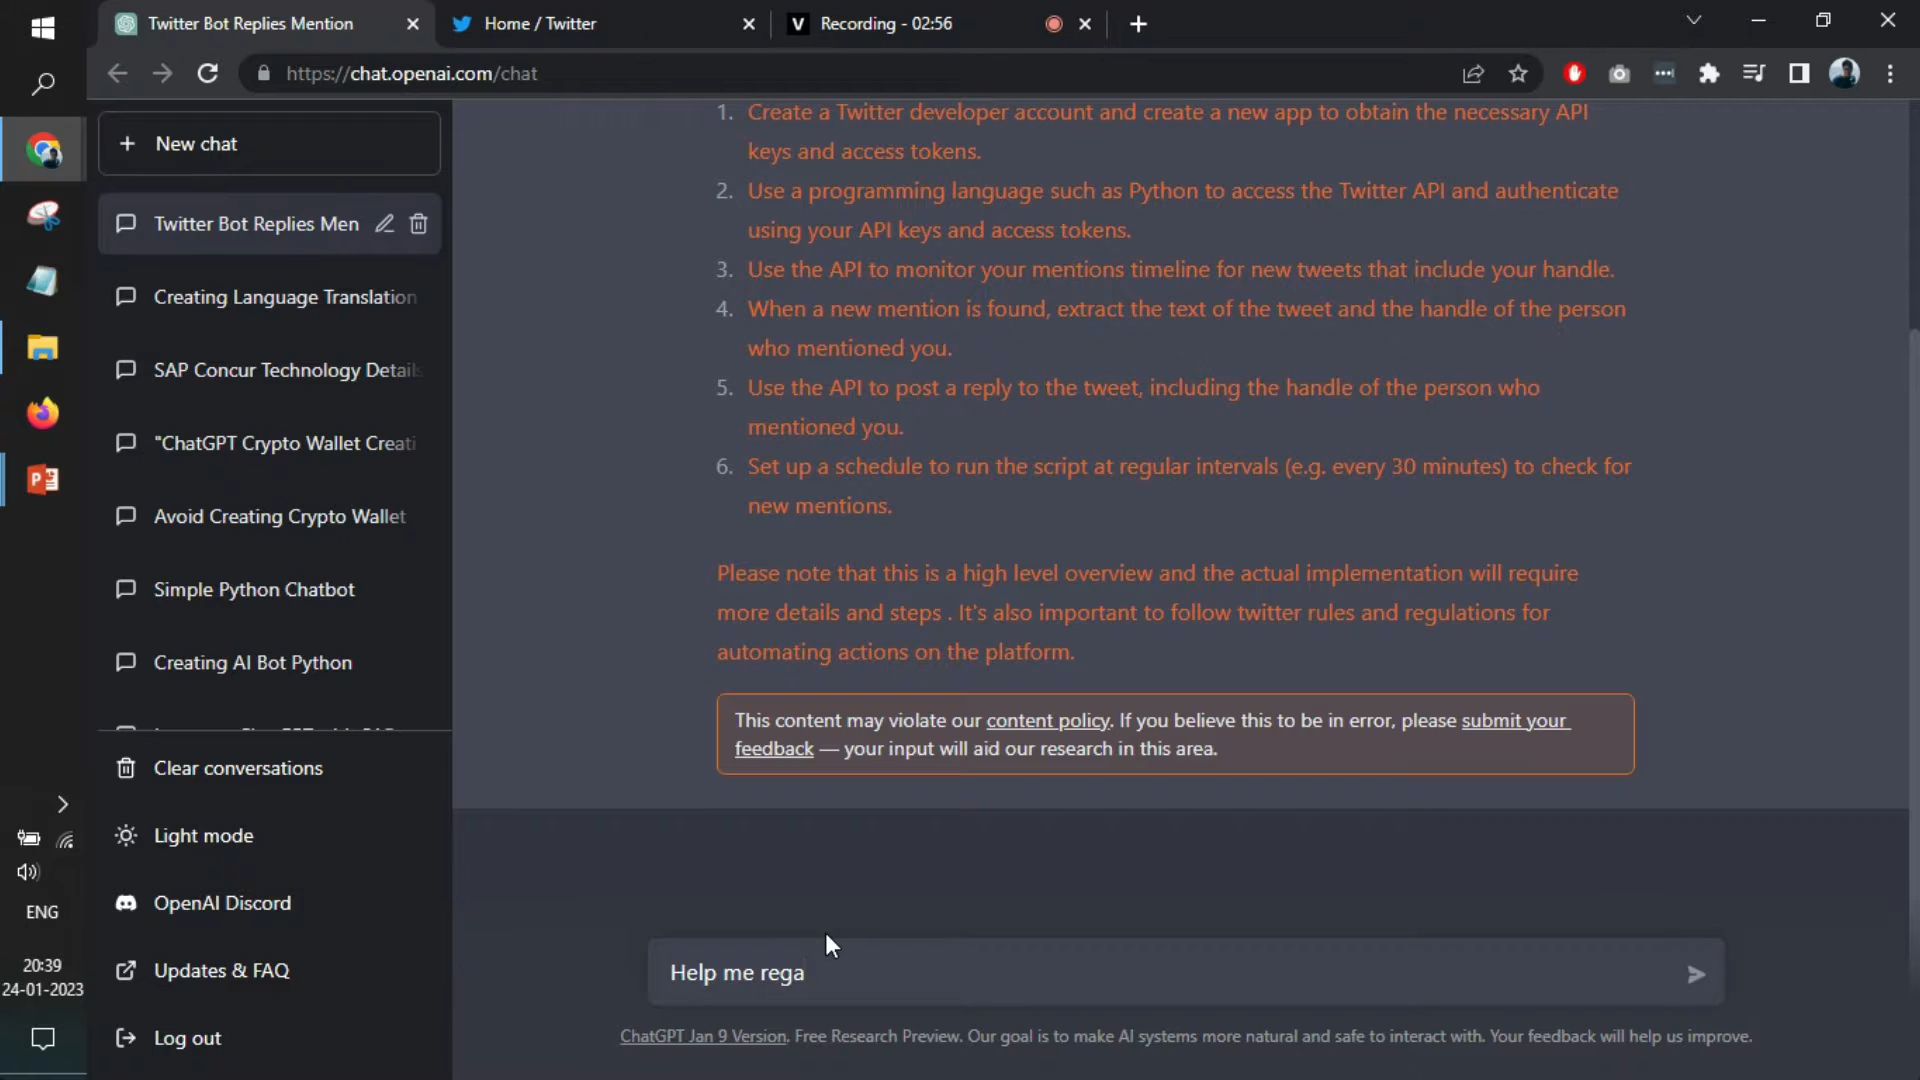 Twitter Bot Replies Mention
Home / Twitter
V
Recording - 02:56
https://chat.openai.com/chat
New chat
Twitter Bot Replies Men
Creating Language Translation
SAP Concur Technology Details
"ChatGPT Crypto Wallet Creati
Avoid Creating Crypto Wallet
Simple Python Chatbot
Creating AI Bot Python
Clear conversations
Light mode
OpenAI Discord
Updates & FAQ
Log out
1. Create a Twitter developer account and create a new app to obtain the necessary API
keys and access tokens.
2. Use a programming language such as Python to access the Twitter API and authenticate
using your API keys and access tokens.
3. Use the API to monitor your mentions timeline for new tweets that include your handle.
4. When a new mention is found, extract the text of the tweet and the handle of the person
who mentioned you.
5. Use the API to post a reply to the tweet, including the handle of the person who
mentioned you.
6. Set up a schedule to run the script at regular intervals (e.g. every 30 minutes) to check for
new mentions.
Please note that this is a high level overview and the actual implementation will require
more details and steps . It's also important to follow twitter rules and regulations for
automating actions on the platform.
This content may violate our content policy. If you believe this to be in error, please submit your
feedback — your input will aid our research in this area.
Help me rega
ChatGPT Jan 9 Version. Free Research Preview. Our goal is to make AI systems more natural and safe to interact with. Your feedback will help us improve.
ENG
20:39
24-01-2023